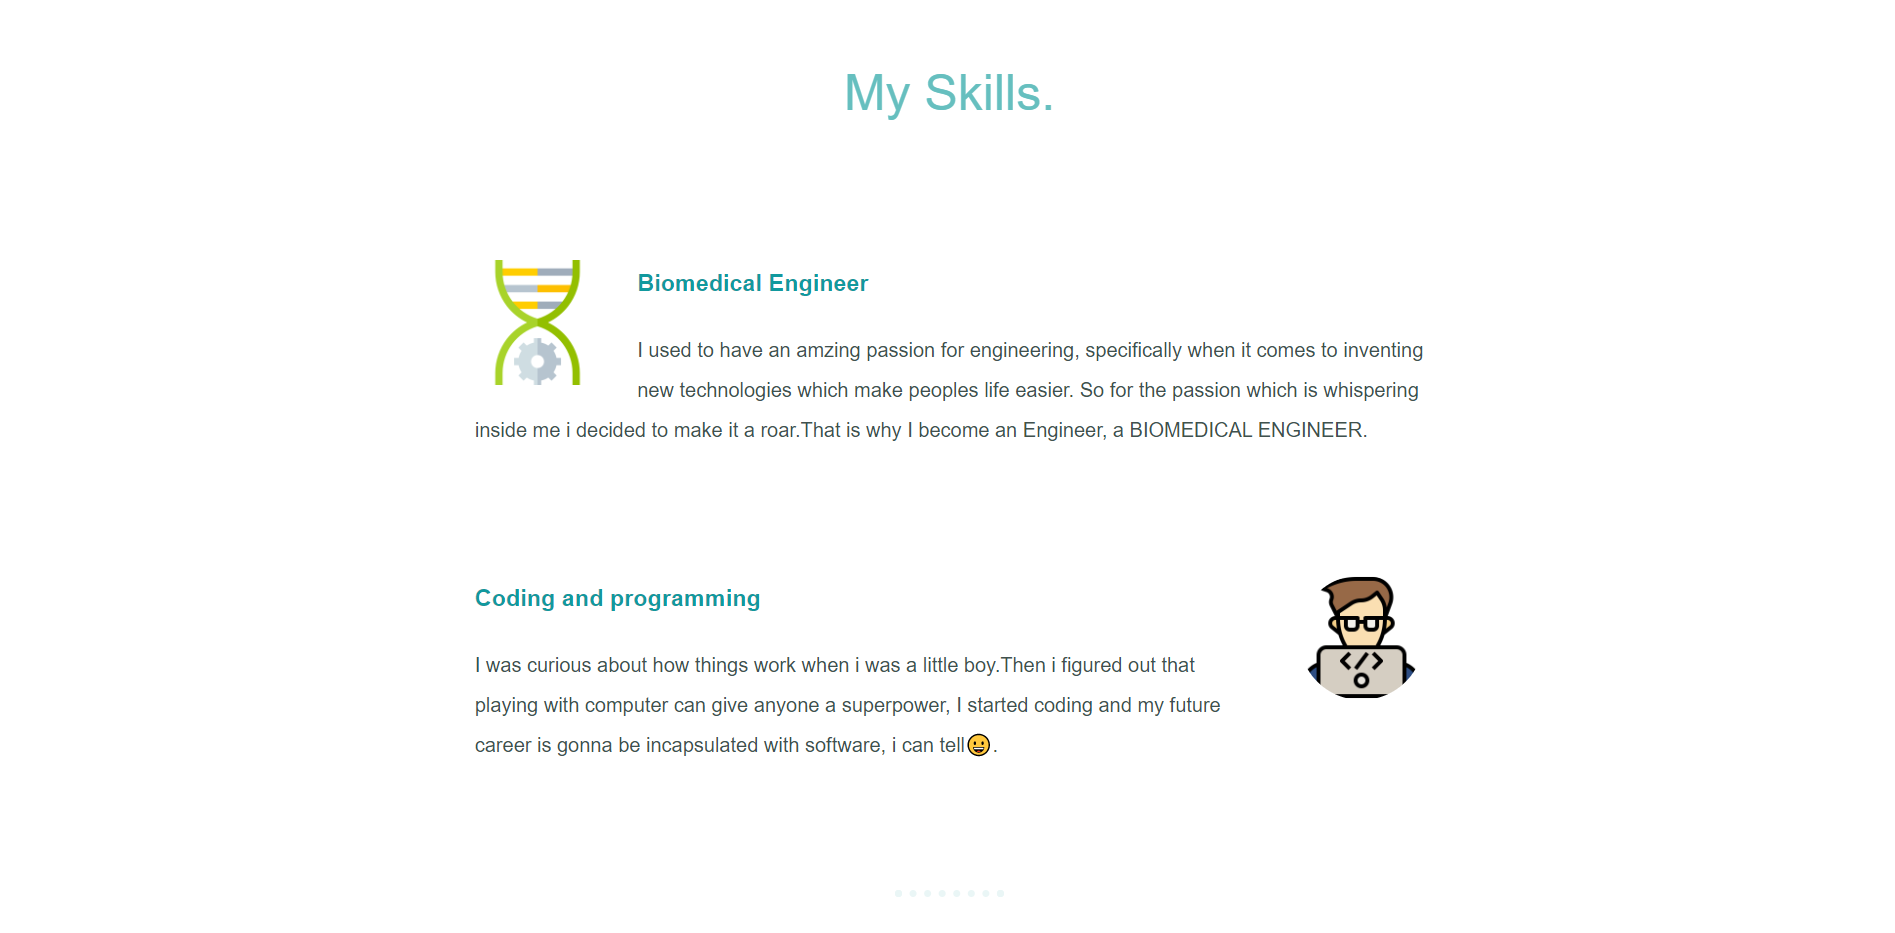 My Skills.
Biomedical Engineer
I used to have an amzing passion for engineering, specifically when it comes to inventing
new technologies which make peoples life easier. So for the passion which is whispering
inside me i decided to make it a roar.That is why I become an Engineer, a BIOMEDICAL ENGINEER.
Coding and programming
I was curious about how things work when i was a little boy.Then i figured out that
playing with computer can give anyone a superpower, I started coding and my future
career is gonna be incapsulated with software, i can tell😀.